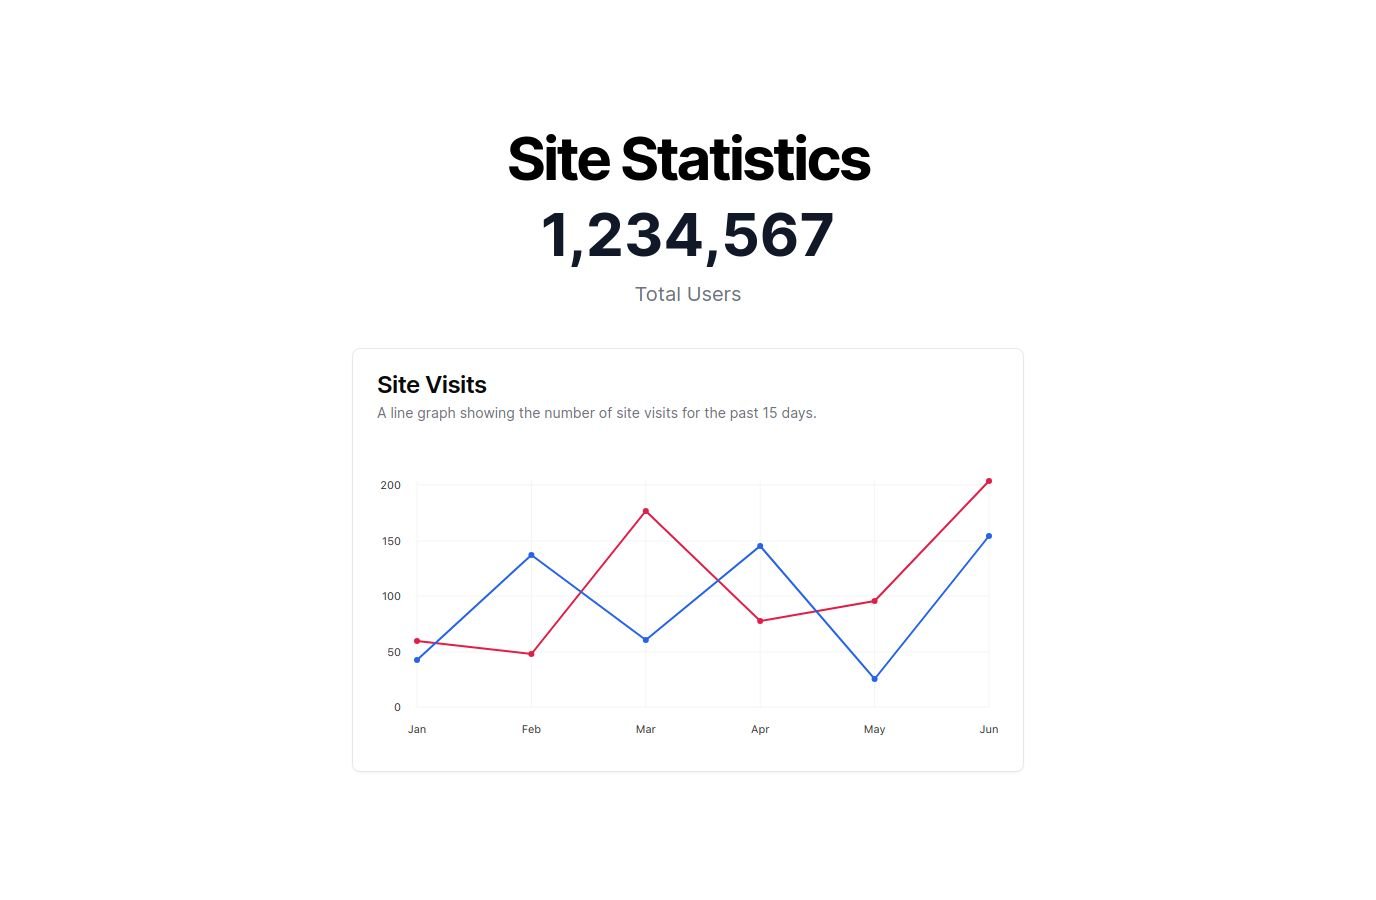 Site Statistics
1,234,567
Total Users
Site Visits
A line graph showing the number of site visits for the past 15 days.
200
150
100
50
0
Jan Feb Mar Apr May Jun